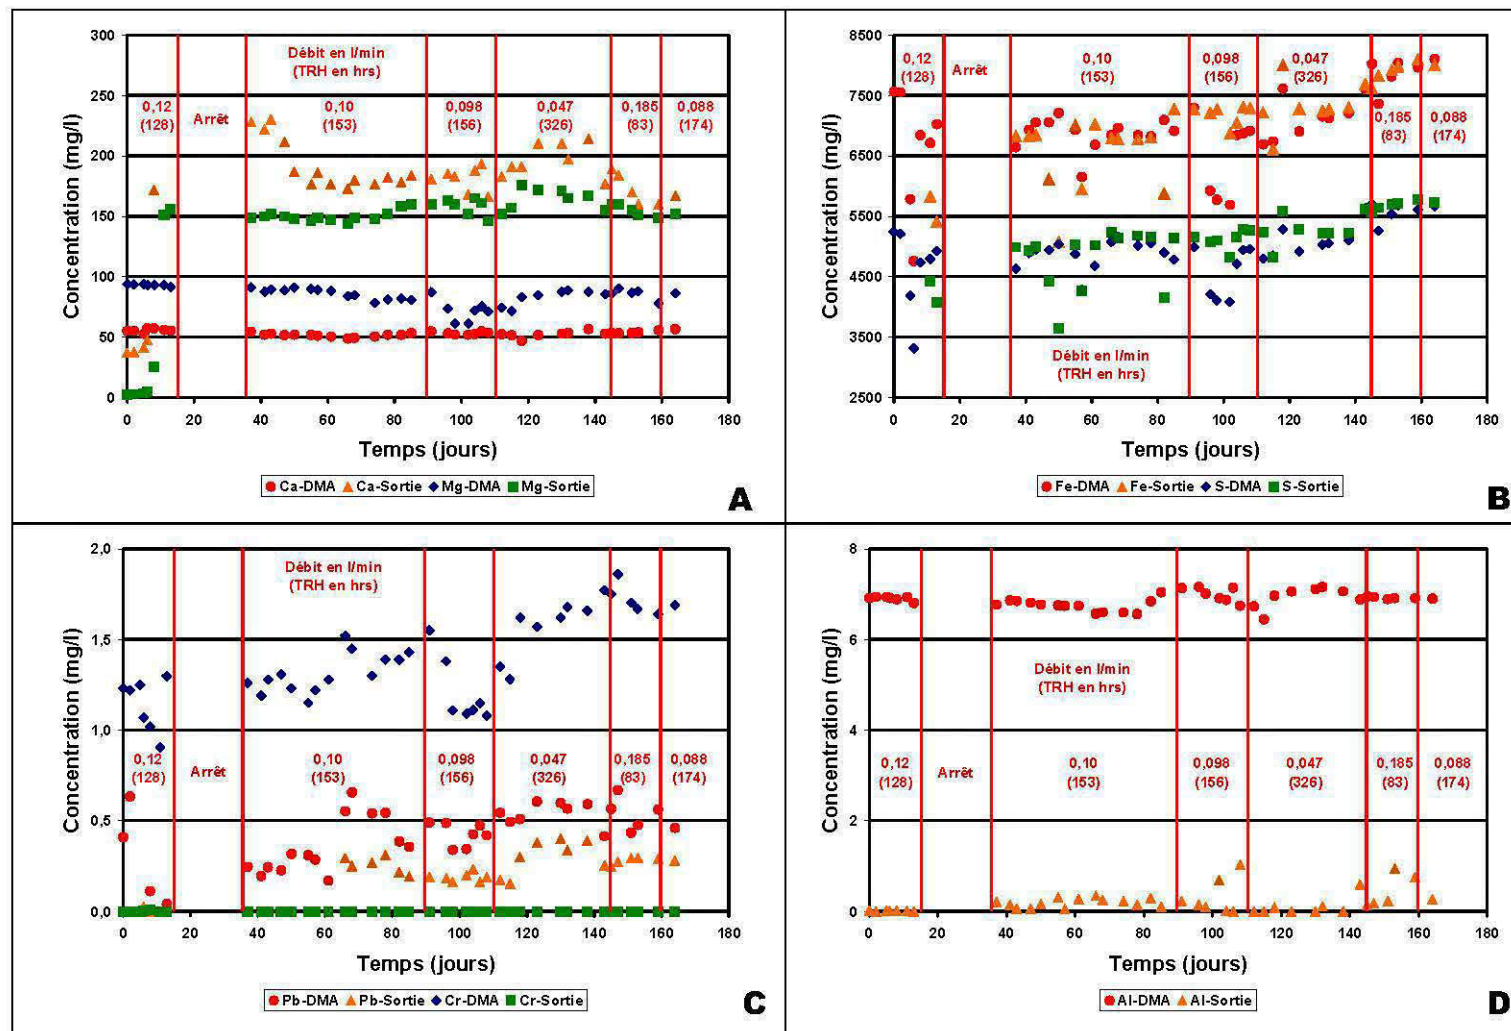 300
250
200
150
100
50
0
Concentration (mg/l)
Débit en l/min
(TRH en hrs)
0,12
(128)
Arrêt
0,10
(153)
0,098
(156)
0,047
(326)
0,185
(83)
0,088
(174)
0 20 40 60 80 100 120 140 160 180
Temps (jours)
Ca-DMA Ca-Sortie Mg-DMA Mg-Sortie
A
8500
7500
6500
5500
4500
3500
2500
Concentration (mg/l)
0,12
(128)
Arrêt
0,10
(153)
0,098
(156)
0,047
(326)
0,185
(83)
0,088
(174)
Débit en l/min
(TRH en hrs)
0 20 40 60 80 100 120 140 160 180
Temps (jours)
Fe-DMA Fe-Sortie S-DMA S-Sortie
B
2,0
1,5
1,0
0,5
0,0
Concentration (mg/l)
Débit en l/min
(TRH en hrs)
0,12
(128)
Arrêt
0,10
(153)
0,098
(156)
0,047
(326)
0,185
(83)
0,088
(174)
0 20 40 60 80 100 120 140 160 180
Temps (jours)
Pb-DMA Pb-Sortie Cr-DMA Cr-Sortie
C
8
6
4
2
0
Concentration (mg/l)
Débit en l/min
(TRH en hrs)
0,12
(128)
Arrêt
0,10
(153)
0,098
(156)
0,047
(326)
0,185
(83)
0,088
(174)
0 20 40 60 80 100 120 140 160 180
Temps (jours)
Al-DMA Al-Sortie
D